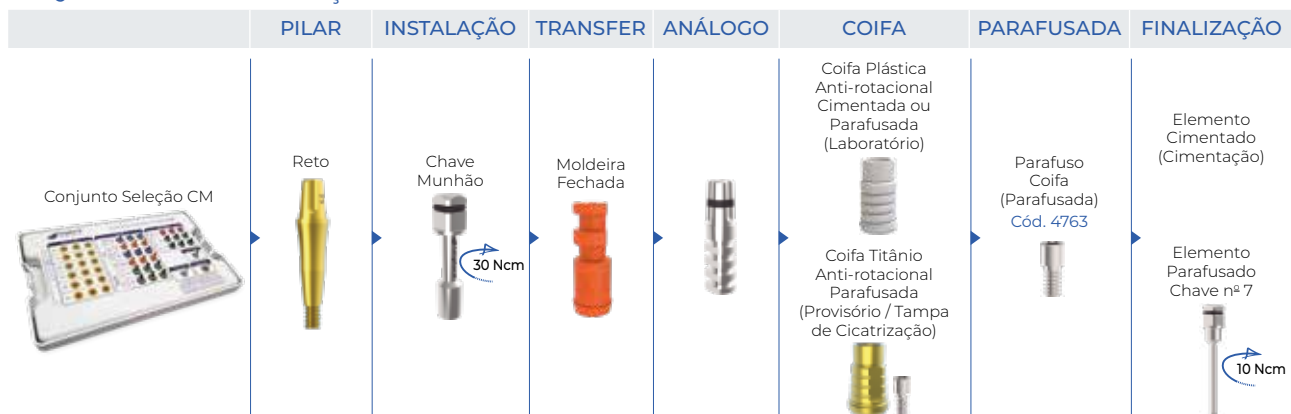 PILAR
INSTALAÇÃO
TRANSFER
ANÁLOGO
COIFA
PARAFUSADA
FINALIZAÇÃO
Conjunto Seleção CM
Reto
Chave
Munhão
30 Ncm
Moldeira
Fechada
Coifa Plástica
Anti-rotacional
Cimentada ou
Parafusada
(Laboratório)
Coifa Titânio
Anti-rotacional
Parafusada
(Provisório / Tampa
de Cicatrização)
Parafuso
Coifa
(Parafusada)
Cód. 4763
Elemento
Cimentado
(Cimentação)
Elemento
Parafusado
Chave nº 7
10 Ncm